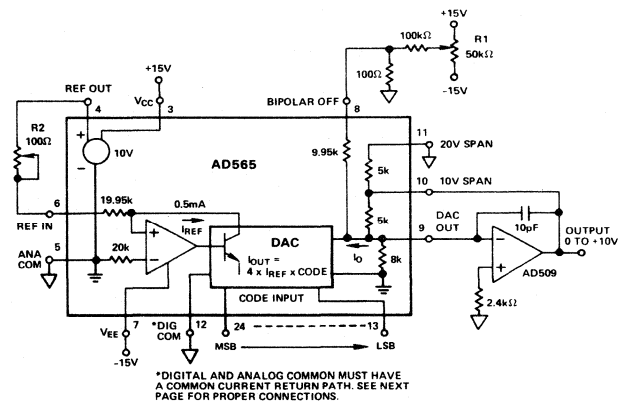 +15V
100kΩ
R1
50kΩ
100Ω
-15V
+15V
REF OUT
4
VCC
3
BIPOLAR OFF
8
R2
100Ω
+
10V
-
AD565
9.95k
11
20V SPAN
5k
10
10V SPAN
5k
6
19.95k
0.5mA
REF IN
IREF
+
-
DAC
9
DAC
OUT
10pF
OUTPUT
0 TO +10V
IO
5
ANA
COM
20k
IOUT =
4 x IREF x CODE
8k
-
+
AD509
CODE INPUT
2.4kΩ
7
VEE
-15V
*DIG
COM
12
24
13
MSB
LSB
*DIGITAL AND ANALOG COMMON MUST HAVE
A COMMON CURRENT RETURN PATH. SEE NEXT
PAGE FOR PROPER CONNECTIONS.